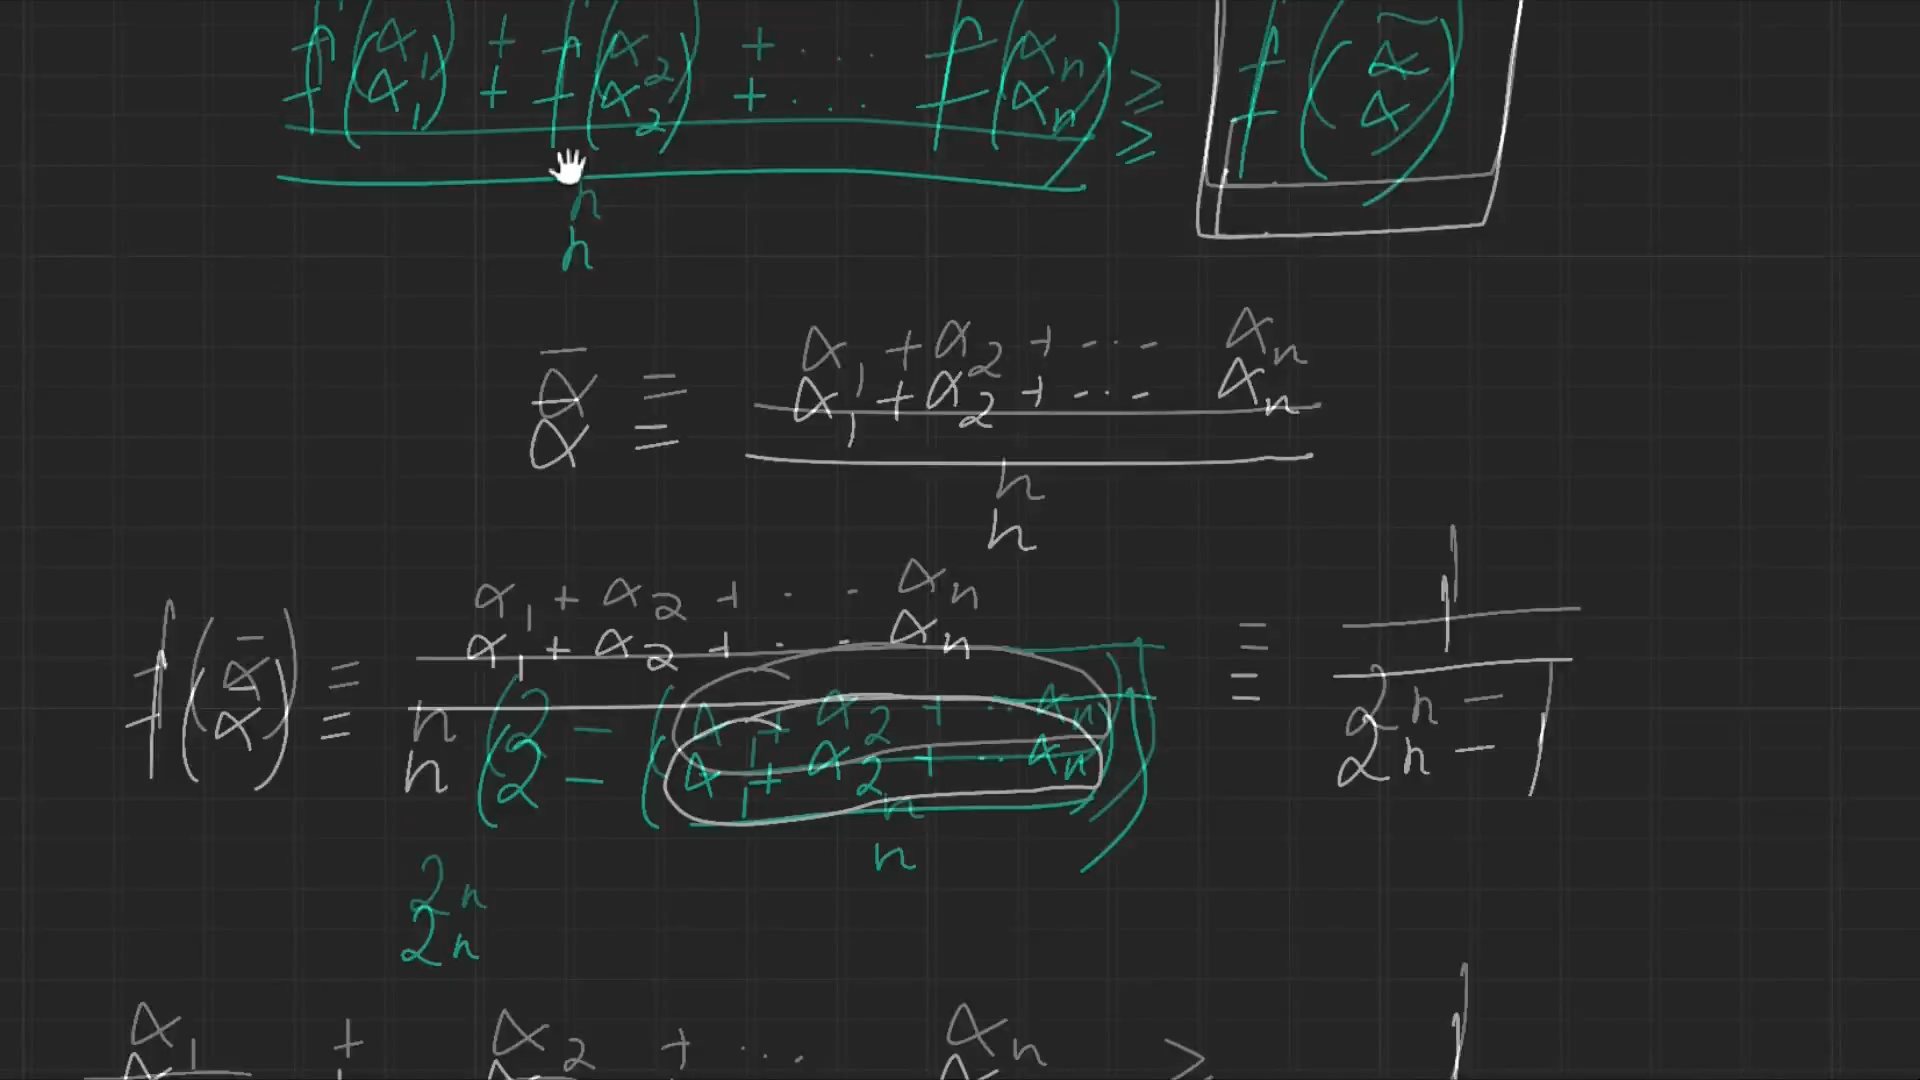 f(α₁) + f(α₂) + ... f(αₙ) / n ≥ f(ᾱ)
ᾱ = α₁ + α₂ + ... αₙ / n
f(ᾱ) = α₁ + α₂ + ... αₙ / n(2 - (α₁ + α₂ + ... αₙ / n)) = 1 / 2n - 1
2n
α₁ + α₂ + ... αₙ ≥ 1